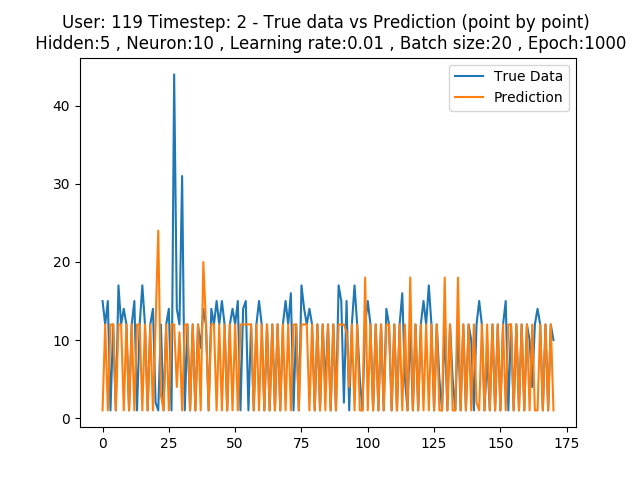 User: 119 Timestep: 2 - True data vs Prediction (point by point)
Hidden:5 , Neuron:10 , Learning rate:0.01 , Batch size:20 , Epoch:1000
True Data
Prediction
40
30
20
10
0
0 25 50 75 100 125 150 175